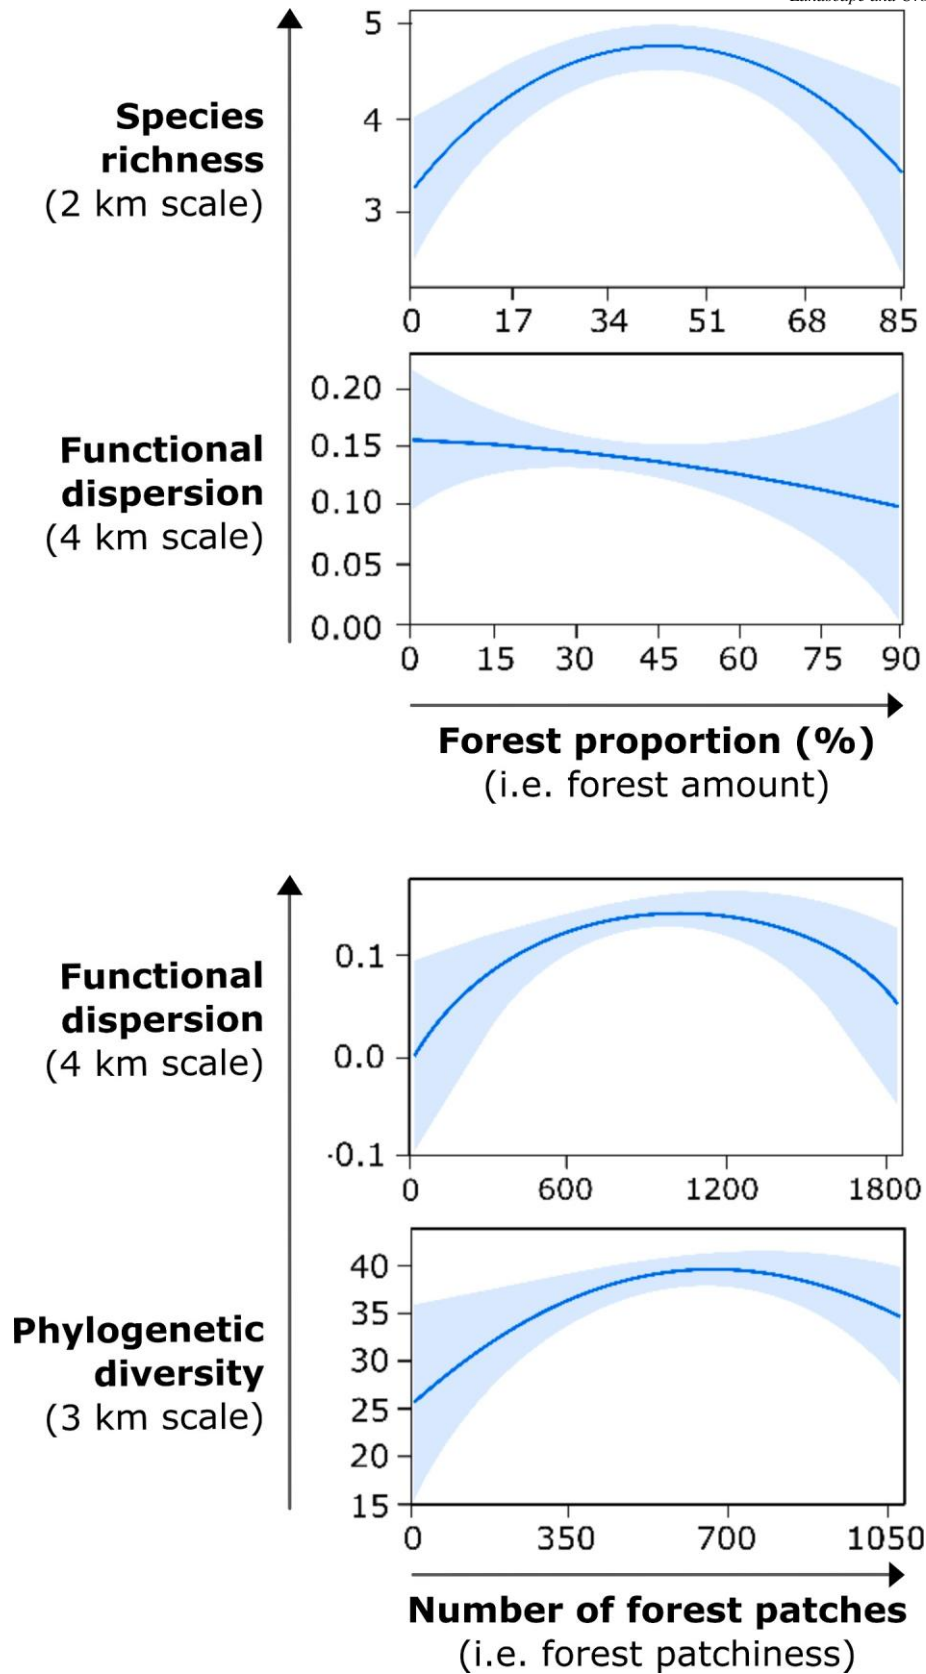 5
4
3
Species
richness
(2 km scale)
0 17 34 51 68 85
0.20
0.15
0.10
0.05
0.00
Functional
dispersion
(4 km scale)
0 15 30 45 60 75 90
Forest proportion (%)
(i.e. forest amount)
0.1
0.0
-0.1
Functional
dispersion
(4 km scale)
0 600 1200 1800
40
35
30
25
20
15
Phylogenetic
diversity
(3 km scale)
0 350 700 1050
Number of forest patches
(i.e. forest patchiness)